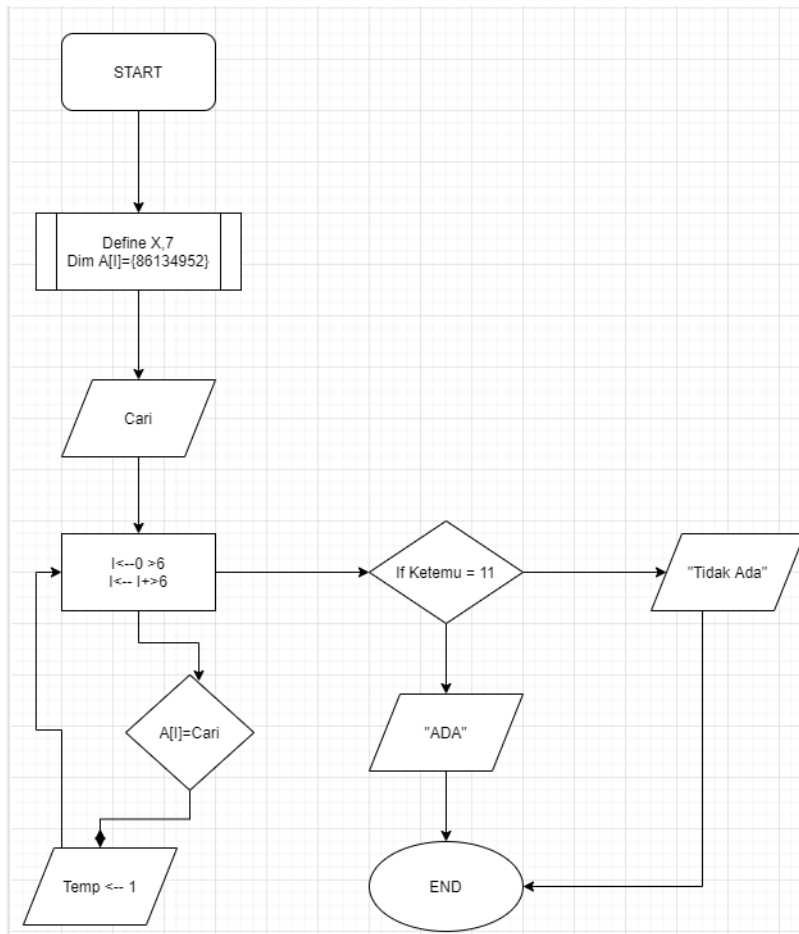 START
Define X,7
Dim A[I]={86134952}
Cari
I<--0 >6
I<-- I+>6
If Ketemu = 11
"Tidak Ada"
A[I]=Cari
"ADA"
Temp <-- 1
END